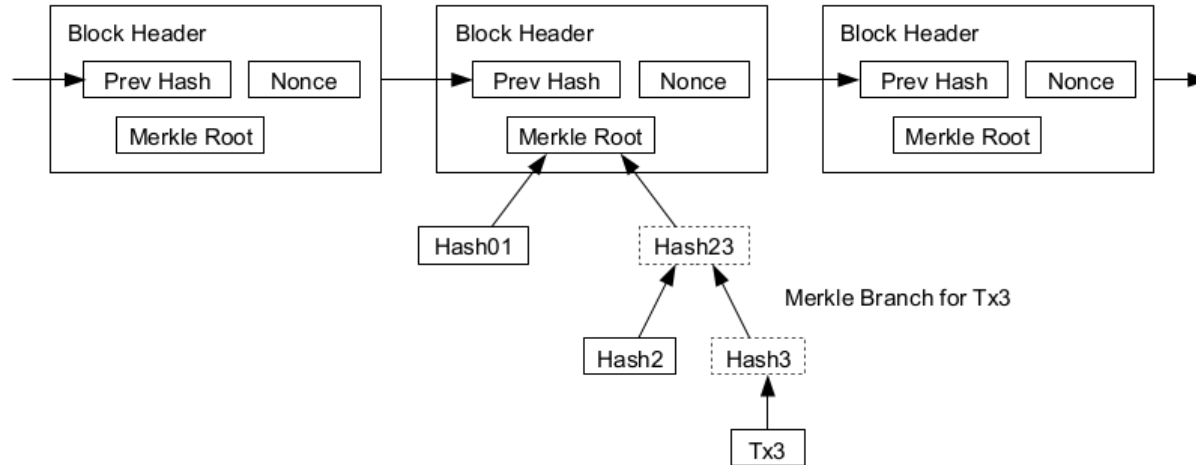 Block Header
Block Header
Block Header
Prev Hash
Nonce
Prev Hash
Nonce
Prev Hash
Nonce
Merkle Root
Merkle Root
Merkle Root
Hash01
Hash23
Merkle Branch for Tx3
Hash2
Hash3
Tx3